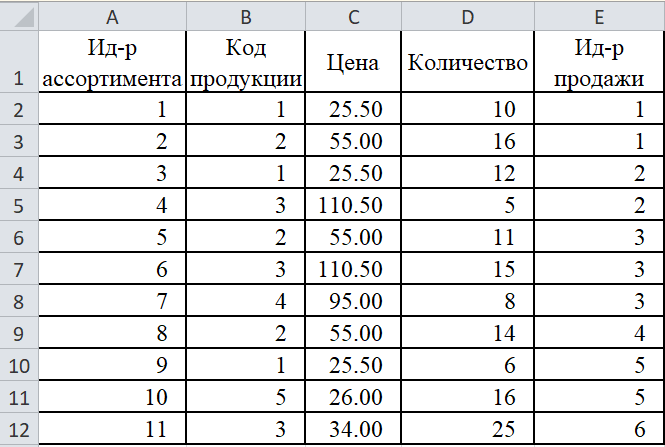 A B C D E
1 Ид-р ассортимента Код продукции Цена Количество Ид-р продажи
2 1 1 25.50 10 1
3 2 2 55.00 16 1
4 3 1 25.50 12 2
5 4 3 110.50 5 2
6 5 2 55.00 11 3
7 6 3 110.50 15 3
8 7 4 95.00 8 3
9 8 2 55.00 14 4
10 9 1 25.50 6 5
11 10 5 26.00 16 5
12 11 3 34.00 25 6